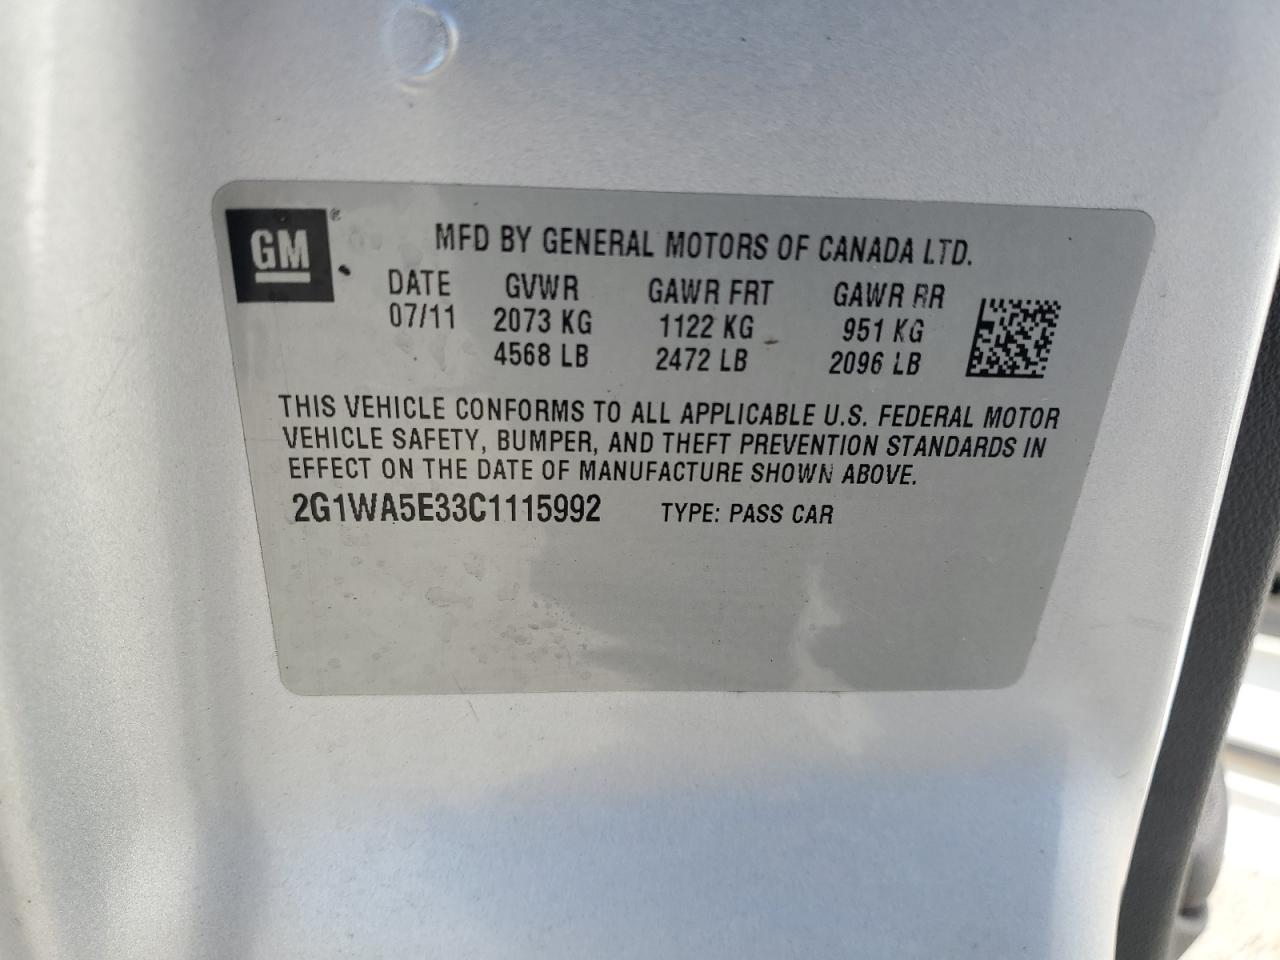 GM ®
MFD BY GENERAL MOTORS OF CANADA LTD.
DATE GVWR GAWR FRT GAWR RR
07/11 2073 KG 1122 KG 951 KG
4568 LB 2472 LB 2096 LB
THIS VEHICLE CONFORMS TO ALL APPLICABLE U.S. FEDERAL MOTOR
VEHICLE SAFETY, BUMPER, AND THEFT PREVENTION STANDARDS IN
EFFECT ON THE DATE OF MANUFACTURE SHOWN ABOVE.
2G1WA5E33C1115992 TYPE: PASS CAR